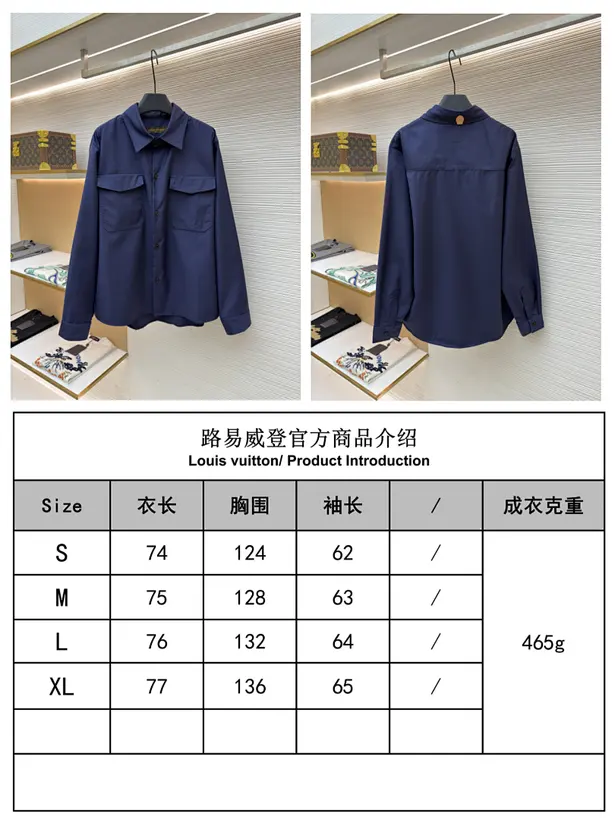 路易威登官方商品介绍
Louis vuitton/ Product Introduction
Size 衣长 胸围 袖长 / 成衣克重
S 74 124 62 /
M 75 128 63 /
L 76 132 64 /
XL 77 136 65 /
465g